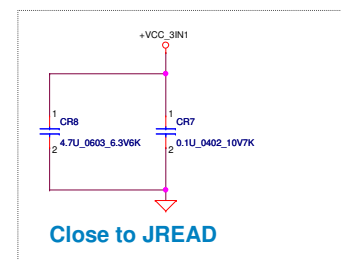 +VCC_3IN1
1 1
CR8 CR7
4.7U_0603_6.3V6K 0.1U_0402_10V7K
2 2
Close to JREAD